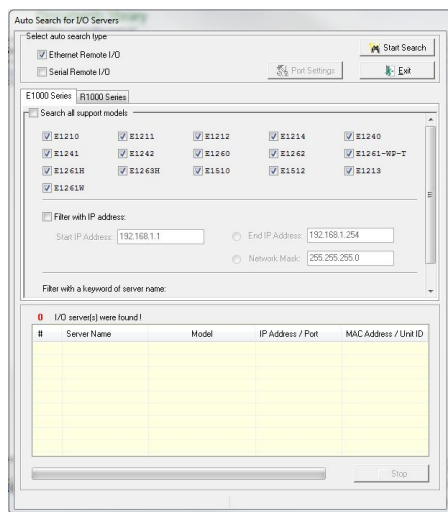 Auto Search for I/O Servers
Select auto search type
Ethernet Remote I/O
Serial Remote I/O
Start Search
Port Settings
Exit
E1000 Series R1000 Series
Search all support models
E1210 E1211 E1212 E1214 E1240
E1241 E1242 E1260 E1262 E1261-WP-T
E1261H E1263H E1510 E1512 E1213
E1261W
Filter with IP address:
Start IP Address: 192.168.1.1 End IP Address: 192.168.1.254
Network Mask: 255.255.255.0
Filter with a keyword of server name:
0 I/O server(s) were found !
# Server Name Model IP Address / Port MAC Address / Unit ID
Stop